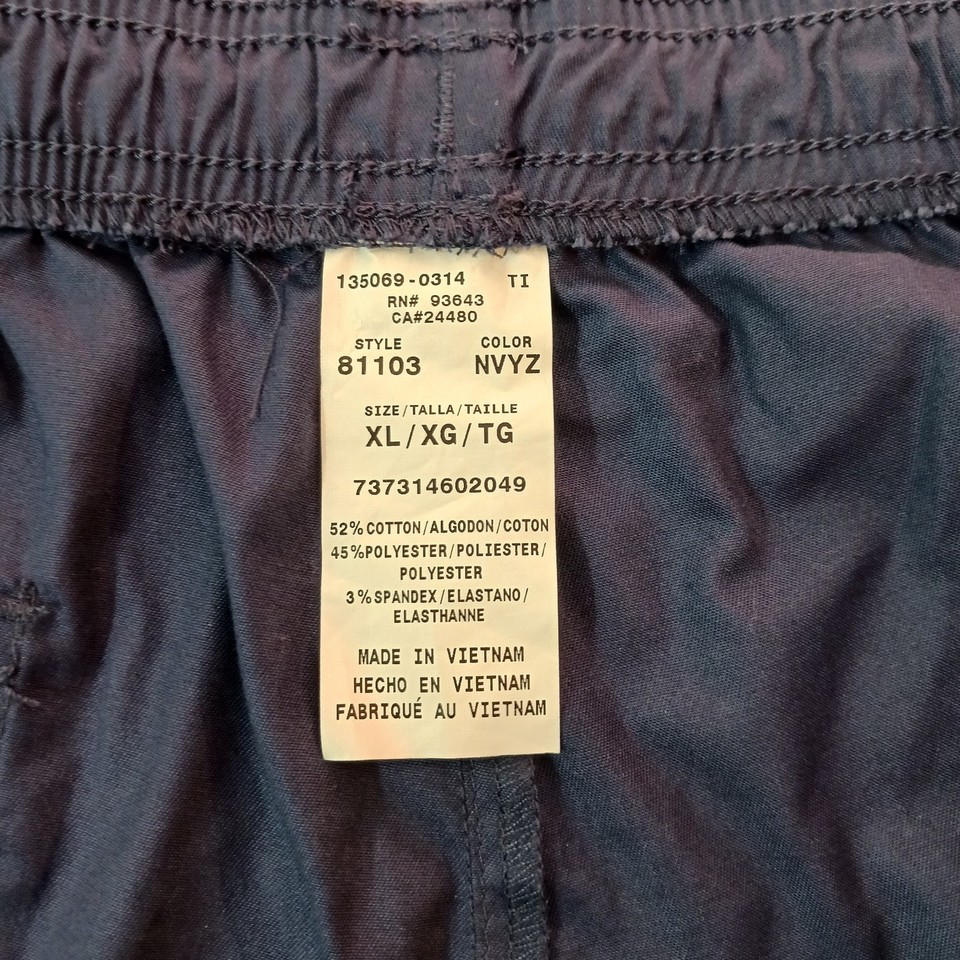 135069-0314 TI
RN# 93643
CA#24480
STYLE COLOR
81103 NVYZ
SIZE/TALLA/TAILLE
XL/XG/TG
737314602049
52%COTTON/ALGODON/COTON
45%POLYESTER/POLIESTER/
POLYESTER
3%SPANDEX/ELASTANO/
ELASTHANNE
MADE IN VIETNAM
HECHO EN VIETNAM
FABRIQUÉ AU VIETNAM